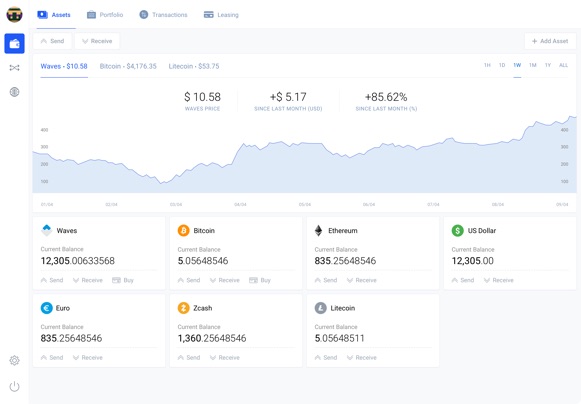 Assets Portfolio Transactions Leasing
Send Receive + Add Asset
Waves - $10.58 Bitcoin - $4,176.35 Litecoin - $53.75 1H 1D 1W 1M 1Y ALL
$ 10.58 +$ 5.17 +85.62%
WAVES PRICE SINCE LAST MONTH (USD) SINCE LAST MONTH (%)
400 400
300 300
200 200
100 100
01/04 02/04 03/04 04/04 05/04 06/04 07/04 08/04 09/04
Waves Bitcoin Ethereum US Dollar
Current Balance Current Balance Current Balance Current Balance
12,305.00633568 5.05648546 835.25648546 12,305.00
Send Receive Buy Send Receive Buy Send Receive Send Receive
Euro Zcash Litecoin
Current Balance Current Balance Current Balance
835.25648546 1,360.25648546 5.05648511
Send Receive Send Receive Send Receive